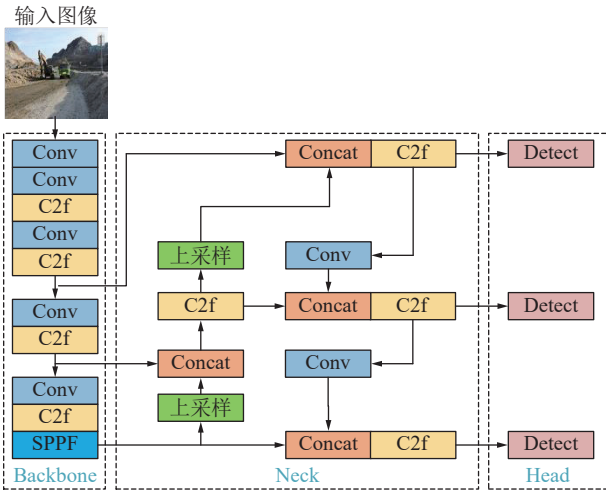 输入图像
Conv
Conv
C2f
Conv
C2f
Conv
C2f
Conv
C2f
SPPF
Backbone
Concat C2f
上采样
Conv
C2f
Concat C2f
Concat
Conv
上采样
Concat C2f
Neck
Detect
Detect
Detect
Head